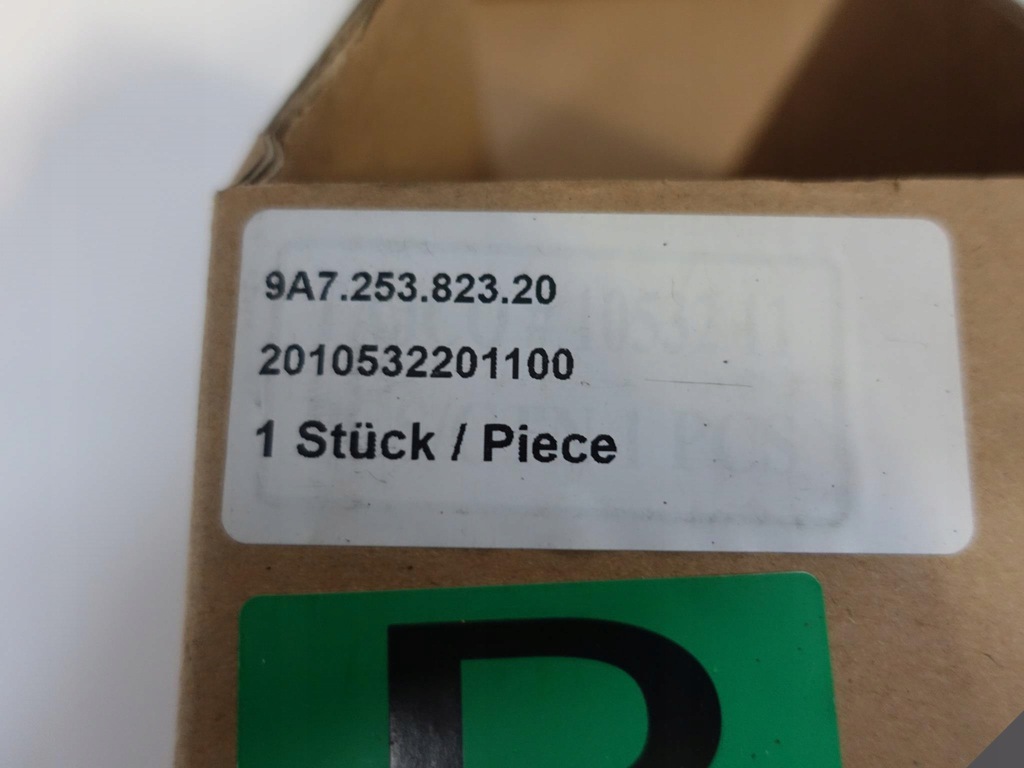 9A7.253.823.20
2010532201100
1 Stück / Piece